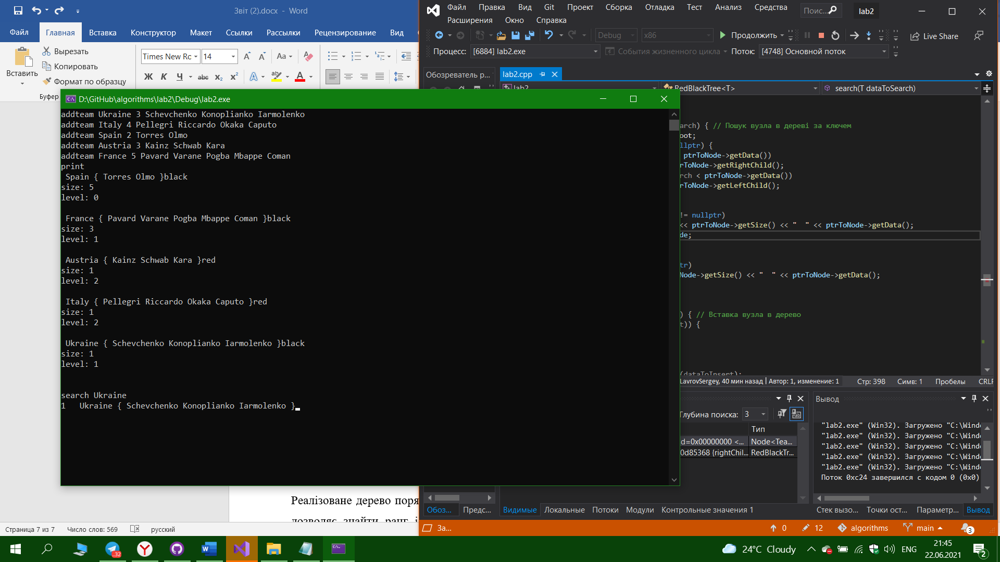 Звіт (2).docx - Word
Файл Главная Вставка Конструктор Макет Ссылки Рассылки Рецензирование Вид
Вставить
Вырезать
Копировать
Формат по образцу
Буфер
Times New Rc 14
Aa
Ж К Ч abc x₂ x²
Файл Правка Вид Git Проект Сборка Отладка Тест Анализ Средства
Расширения Окно Справка
Поис...
lab2
Debug x86 Продолжить Live Share
Процесс: [6884] lab2.exe События жизненного цикла Поток: [4748] Основной поток
Обозреватель р... lab2.cpp
lab2 RedBlackTree<T> search(T dataToSearch)
D:\GitHub\algorithms\lab2\Debug\lab2.exe
addteam Ukraine 3 Schevchenko Konoplianko Iarmolenko
addteam Italy 4 Pellegri Riccardo Okaka Caputo
addteam Spain 2 Torres Olmo
addteam Austria 3 Kainz Schwab Kara
addteam France 5 Pavard Varane Pogba Mbappe Coman
print
Spain { Torres Olmo }black
size: 5
level: 0
France { Pavard Varane Pogba Mbappe Coman }black
size: 3
level: 1
Austria { Kainz Schwab Kara }red
size: 1
level: 2
Italy { Pellegri Riccardo Okaka Caputo }red
size: 1
level: 2
Ukraine { Schevchenko Konoplianko Iarmolenko }black
size: 1
level: 1
search Ukraine
1   Ukraine { Schevchenko Konoplianko Iarmolenko }
arch) { // Пошук вузла в дереві за ключем
oot;
llptr) {
ptrToNode->getData())
rToNode->getRightChild();
rch < ptrToNode->getData())
rToNode->getLeftChild();
!= nullptr)
<< ptrToNode->getSize() << "  " << ptrToNode->getData();
de;
tr)
Node->getSize() << "  " << ptrToNode->getData();
) { // Вставка вузла в дерево
t)) {
(dataToInsert);
LavrovSergey, 40 мин назад | Автор: 1, изменение: 1 Стр: 398 Симв: 1 Пробелы CRLF
Глубина поиска: 3
Тип
d=0x00000000 <... Node<Tea...
0d85368 {rightChil... RedBlackTr...
Вывод
"lab2.exe" (Win32). Загружено "C:\Wind
"lab2.exe" (Win32). Загружено "C:\Wind
"lab2.exe" (Win32). Загружено "C:\Wind
"lab2.exe" (Win32). Загружено "C:\Wind
"lab2.exe" (Win32). Загружено "C:\Wind
Поток 0xc24 завершился с кодом 0 (0x0)
Обоз... Предс... Видимые Локальные Потоки Модули Контрольные значения 1
Стек вызо... Точки ост... Параметр... Вывод
Реалізоване дерево поря
дозволяє знайти ранг і
Страница 7 из 7 Число слов: 569 русский
За... 0 12 algorithms main 3
..32
24°C Cloudy ENG
21:45
22.06.2021
2